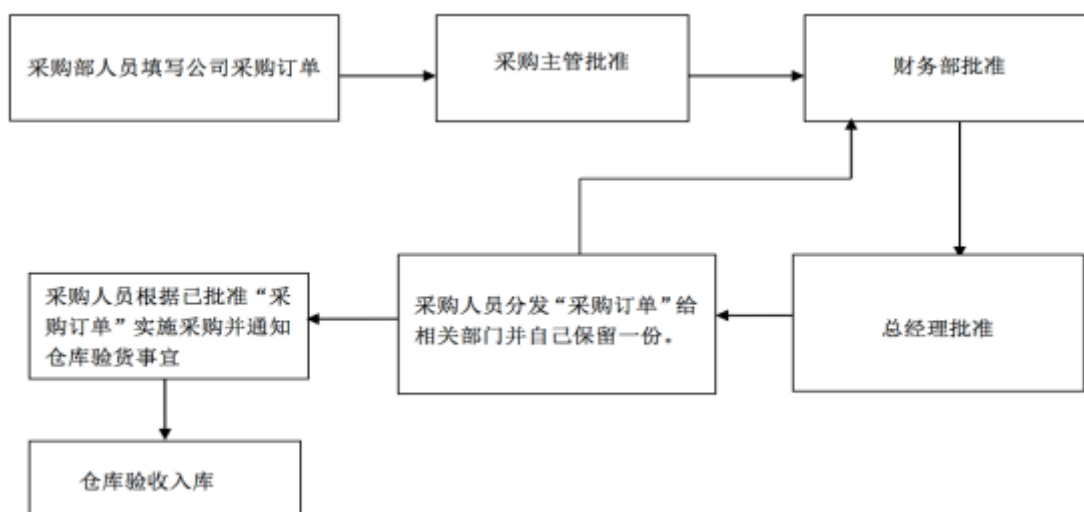 采购部人员填写公司采购订单
采购主管批准
财务部批准
采购人员根据已批准“采
购订单”实施采购并通知
仓库验货事宜
采购人员分发“采购订单”给
相关部门并自己保留一份。
总经理批准
仓库验收入库